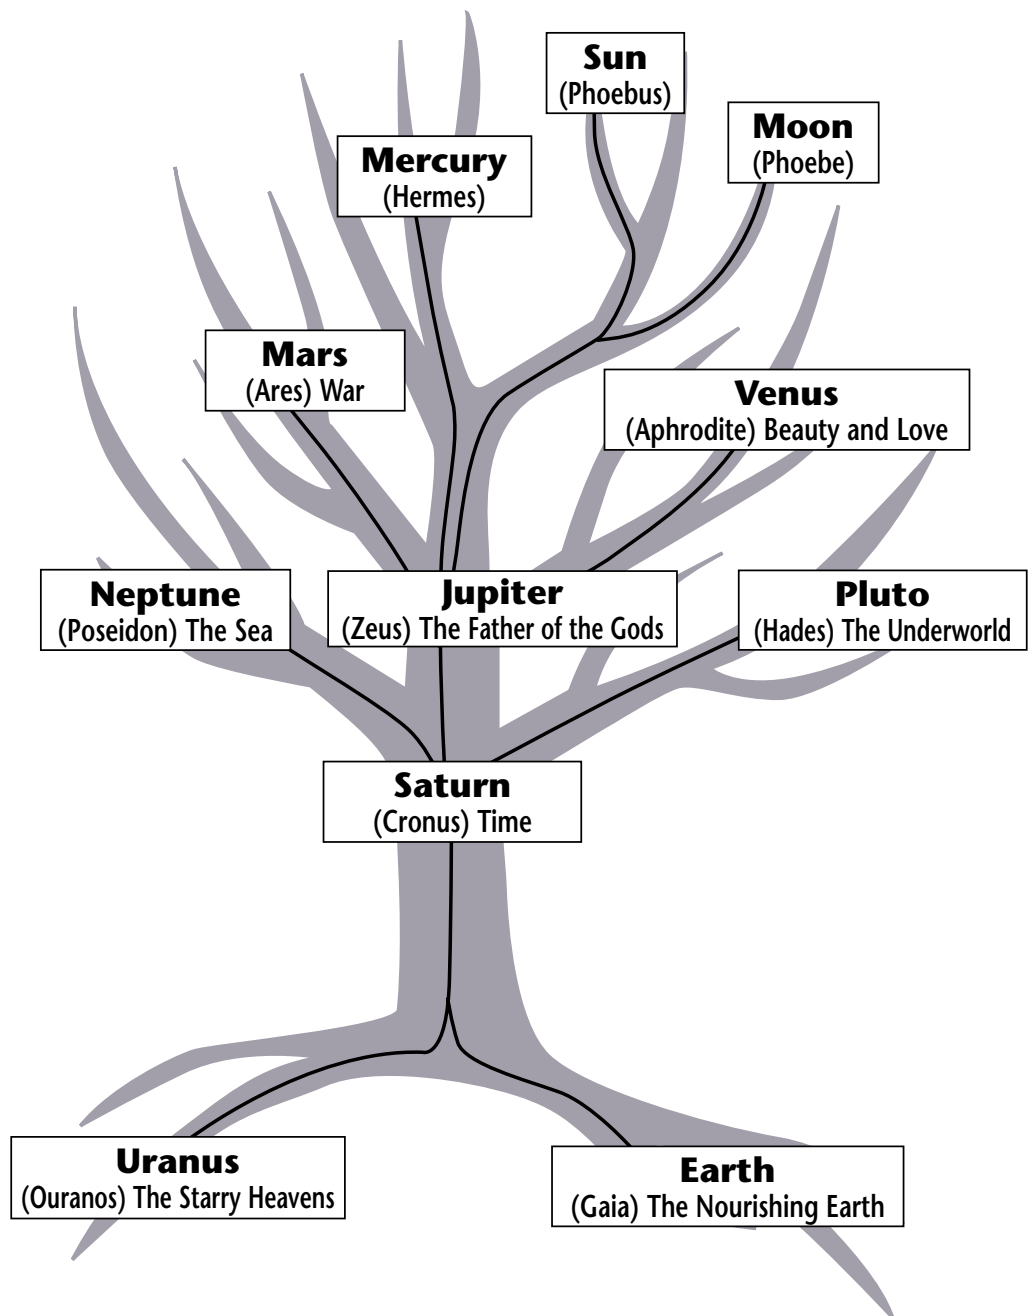 Sun
(Phoebus)
Moon
(Phoebe)
Mercury
(Hermes)
Mars
(Ares) War
Venus
(Aphrodite) Beauty and Love
Neptune
(Poseidon) The Sea
Jupiter
(Zeus) The Father of the Gods
Pluto
(Hades) The Underworld
Saturn
(Cronus) Time
Uranus
(Ouranos) The Starry Heavens
Earth
(Gaia) The Nourishing Earth